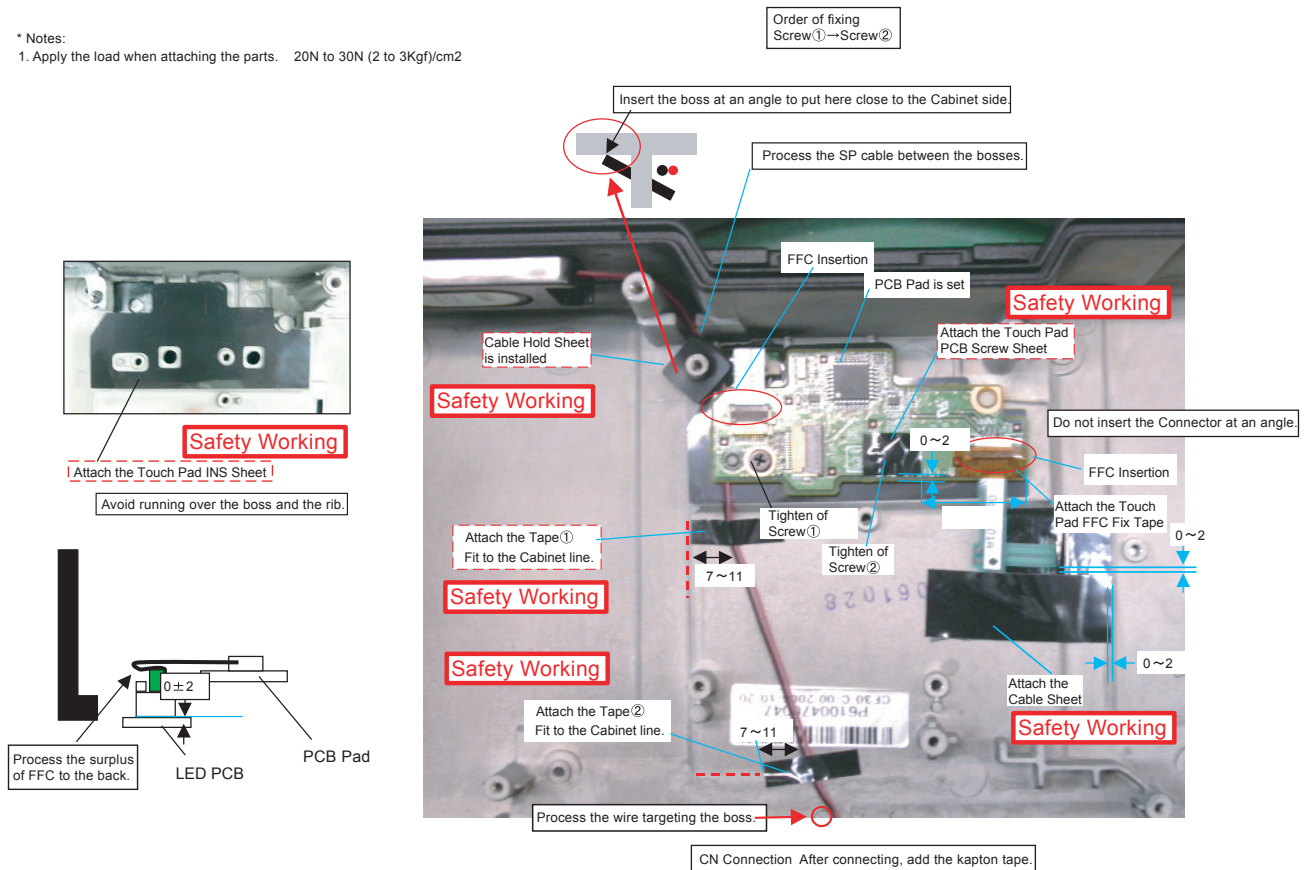 Order of fixing
Screw①→Screw②
* Notes:
1. Apply the load when attaching the parts. 20N to 30N (2 to 3Kgf)/cm2
Insert the boss at an angle to put here close to the Cabinet side.
Process the SP cable between the bosses.
FFC Insertion
PCB Pad is set
Safety Working
Attach the Touch Pad
PCB Screw Sheet
Cable Hold Sheet
is installed
Safety Working
Do not insert the Connector at an angle.
0～2
FFC Insertion
Safety Working
Attach the Touch Pad INS Sheet
Avoid running over the boss and the rib.
Attach the Touch
Pad FFC Fix Tape
Tighten of
Screw①
Tighten of
Screw②
Attach the Tape①
Fit to the Cabinet line.
7～11
0～2
01A
061028
Safety Working
Safety Working
0～2
Attach the
Cable Sheet
Safety Working
CF30 C-00 2006-10-20
P6100476047
Attach the Tape②
Fit to the Cabinet line.
7～11
0±2
Process the surplus
of FFC to the back.
LED PCB
PCB Pad
Process the wire targeting the boss.
CN Connection After connecting, add the kapton tape.